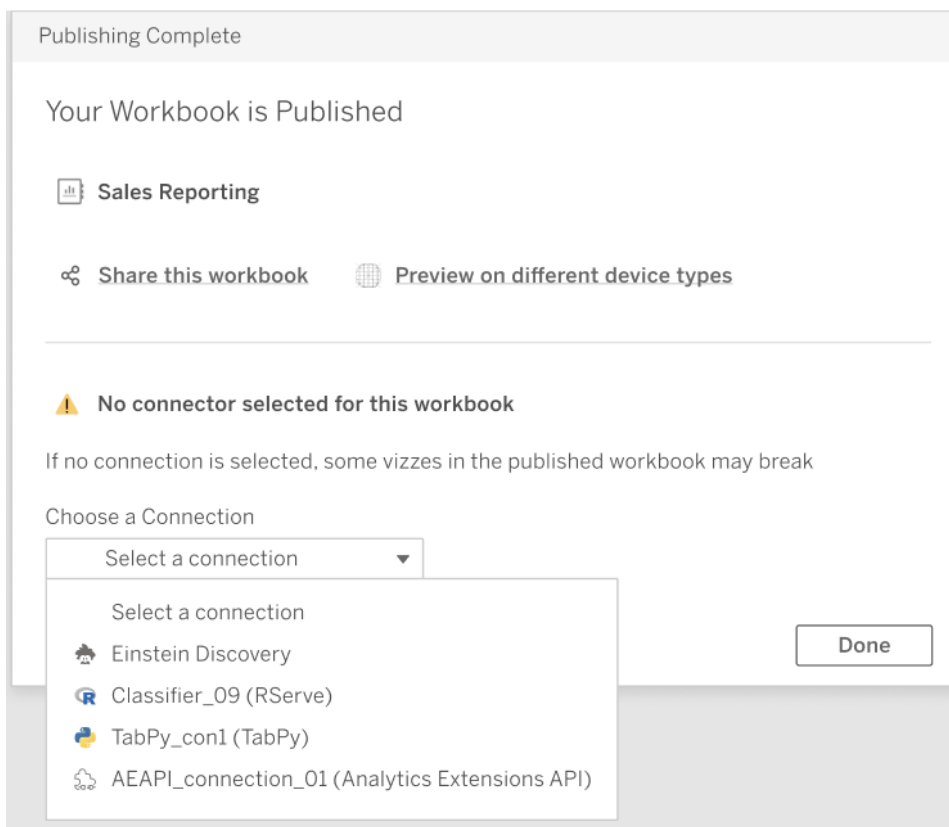 Publishing Complete
Your Workbook is Published
Sales Reporting
Share this workbook Preview on different device types
No connector selected for this workbook
If no connection is selected, some vizzes in the published workbook may break
Choose a Connection
Select a connection
Select a connection
Einstein Discovery
Done
Classifier_09 (RServe)
TabPy_con1 (TabPy)
AEAPI_connection_01 (Analytics Extensions API)